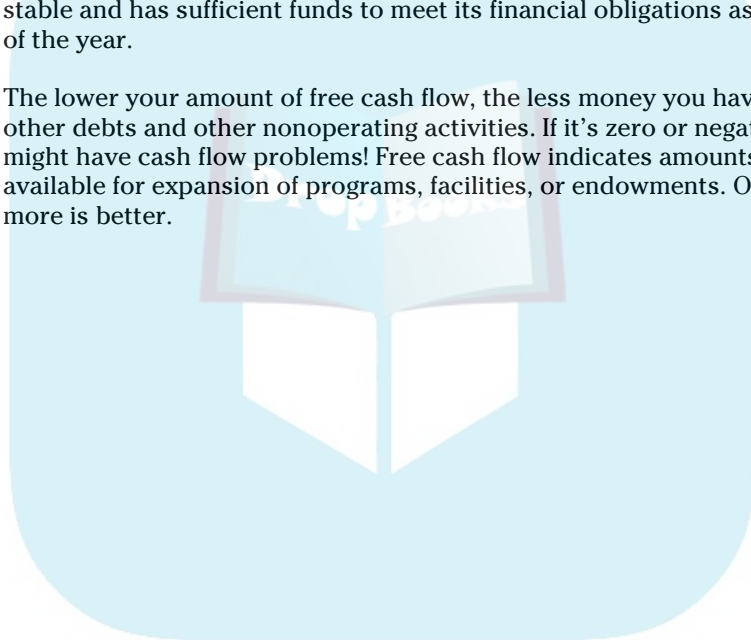 stable and has sufficient funds to meet its financial obligations as
of the year.
The lower your amount of free cash flow, the less money you hav
other debts and other nonoperating activities. If it's zero or negat
might have cash flow problems! Free cash flow indicates amounts
available for expansion of programs, facilities, or endowments. O
more is better.
Drop Books